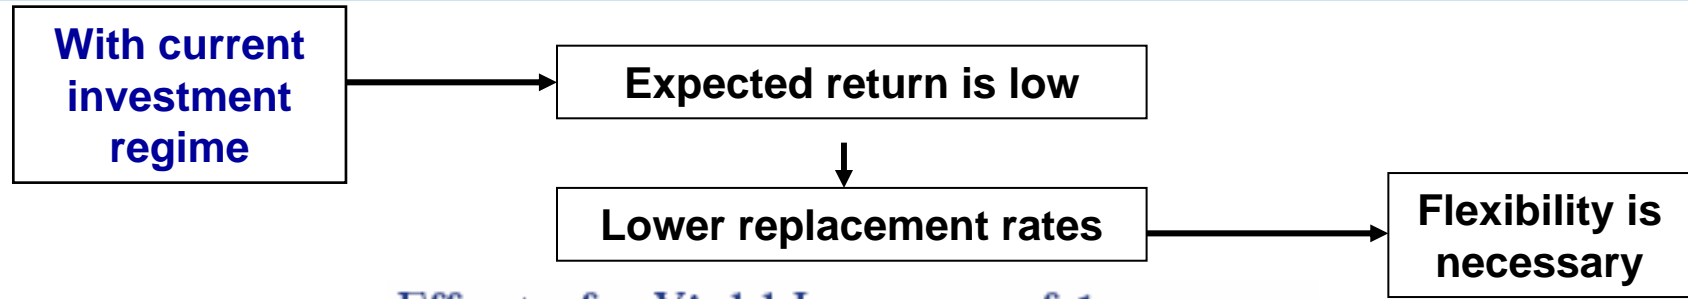 With current
investment
regime
Expected return is low
Lower replacement rates
Flexibility is
necessary